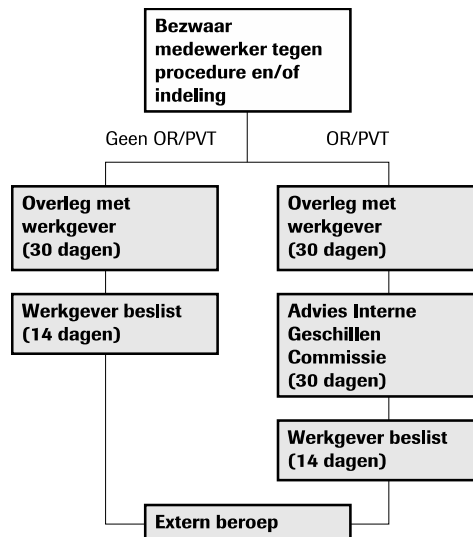 Bezwaar
medewerker tegen
procedure en/of
indeling
Geen OR/PVT
OR/PVT
Overleg met
werkgever
(30 dagen)
Werkgever beslist
(14 dagen)
Overleg met
werkgever
(30 dagen)
Advies Interne
Geschillen
Commissie
(30 dagen)
Werkgever beslist
(14 dagen)
Extern beroep